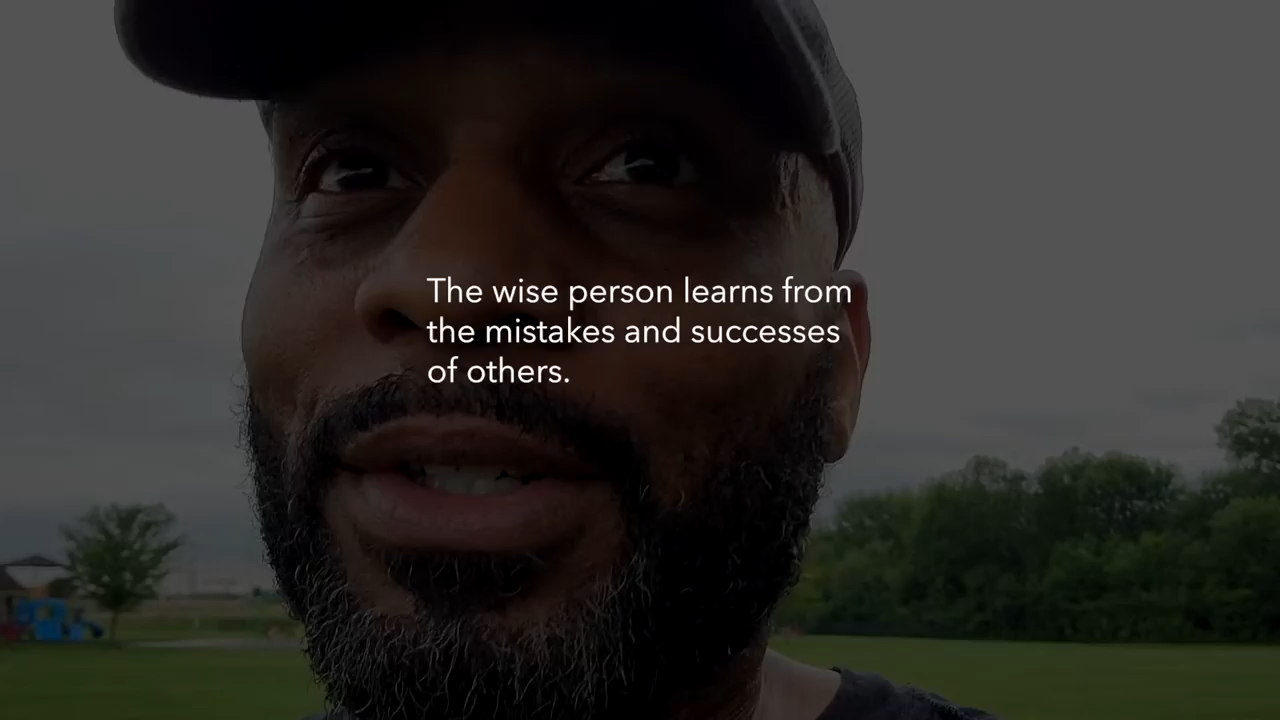 The wise person learns from
the mistakes and successes
of others.